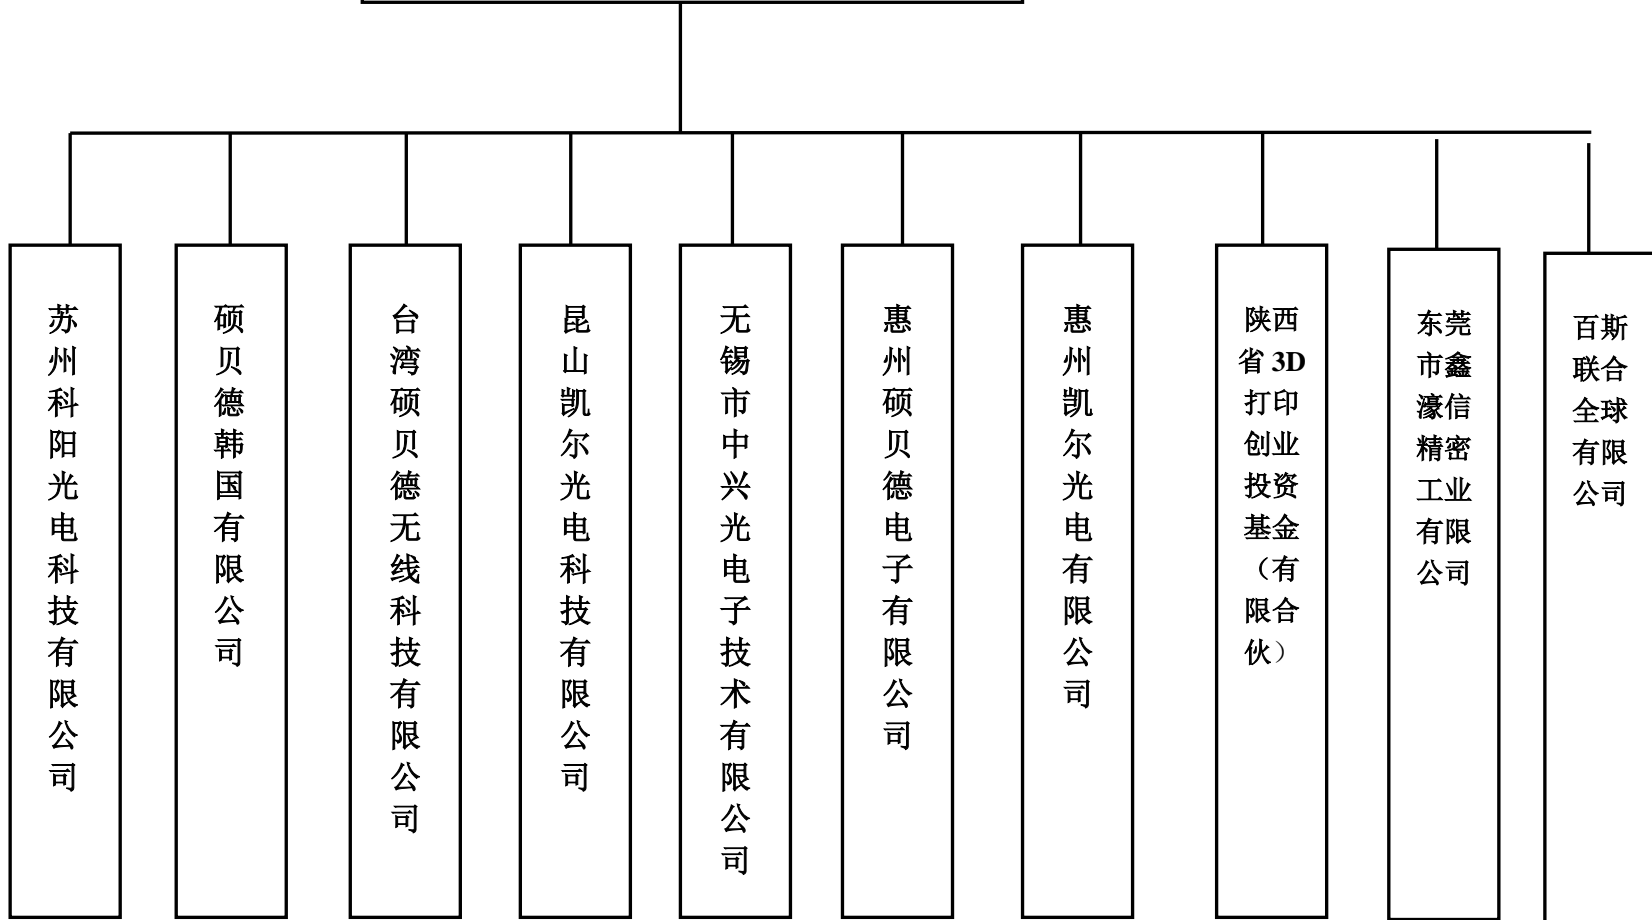 苏州科阳光电科技有限公司
硕贝德韩国有限公司
台湾硕贝德无线科技有限公司
昆山凯尔光电科技有限公司
无锡市中兴光电子技术有限公司
惠州硕贝德电子有限公司
惠州凯尔光电有限公司
陕西
省 3D
打印
创业
投资
基金
（有
限合
伙）
东莞
市鑫
濠信
精密
工业
有限
公司
百斯
联合
全球
有限
公司